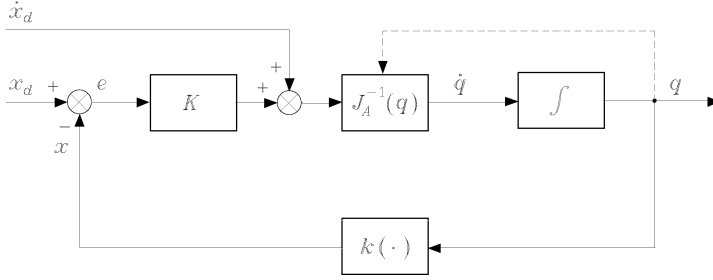 ẋ_d
+
x_d + e K + J_A^{-1}(q) q̇ ∫ q
−
x
k(·)